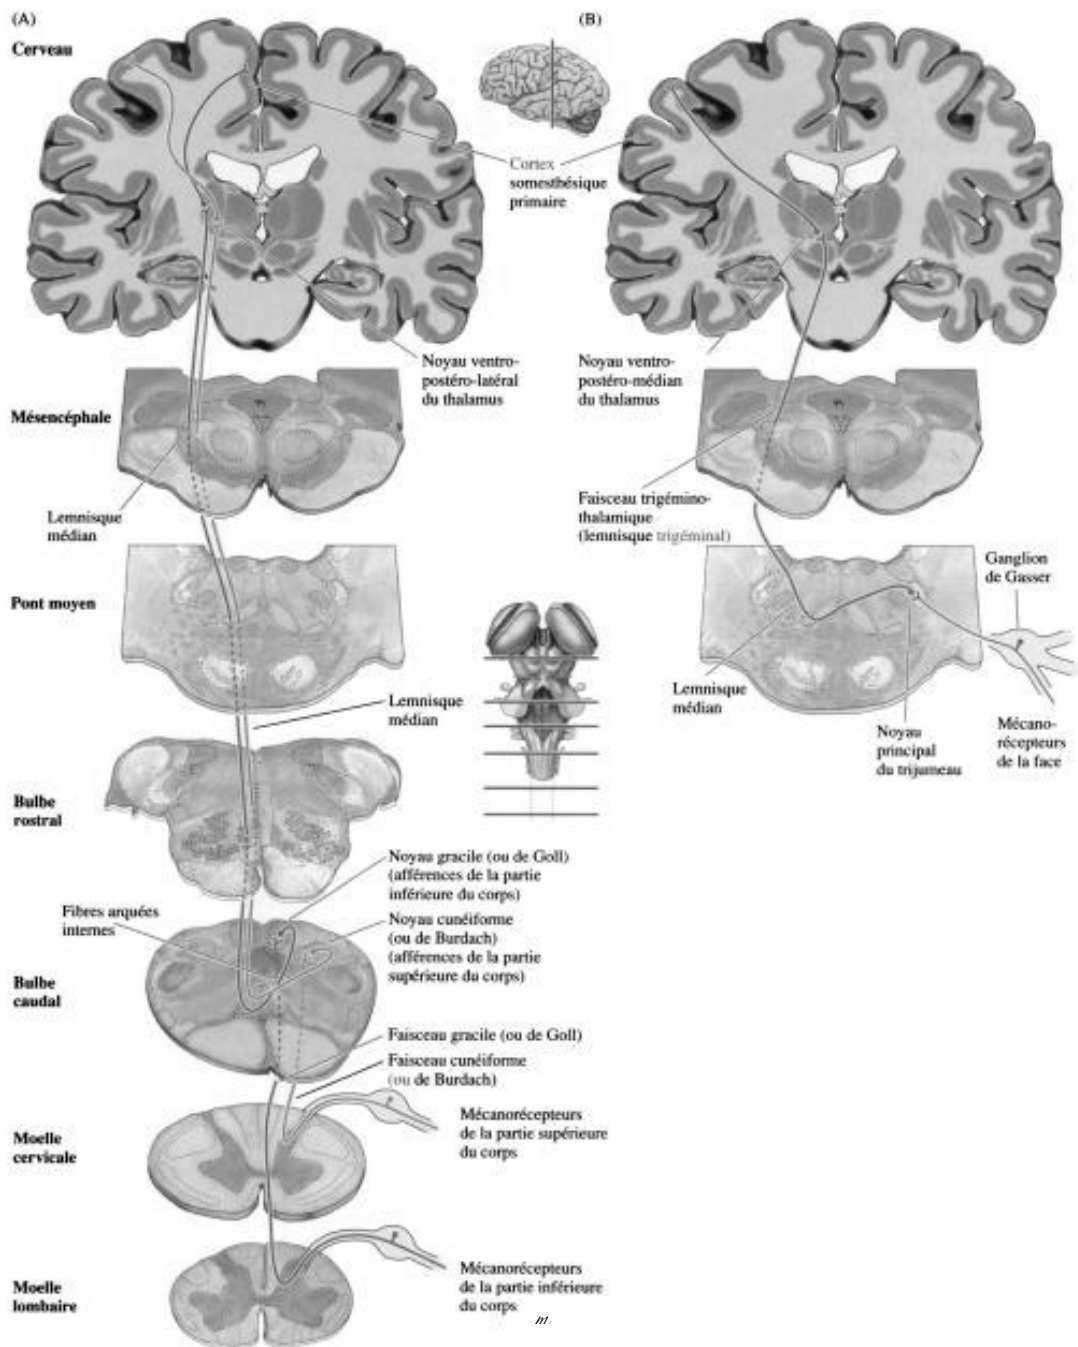 (A)
Cerveau
(B)
Cortex
somesthésique
primaire
Noyau ventro-
postéro-latéral
du thalamus
Noyau ventro-
postéro-médian
du thalamus
Mésencéphale
Lemnisque
médian
Faisceau trigémino-
thalamique
(lemnisque trigéminal)
Ganglion
de Gasser
Pont moyen
Lemnisque
médian
Lemnisque
médian
Noyau
principal
du trijumeau
Mécano-
récepteurs
de la face
Bulbe
rostral
Noyau gracile (ou de Goll)
(afférences de la partie
inférieure du corps)
Fibres arquées
internes
Noyau cunéiforme
(ou de Burdach)
(afférences de la partie
supérieure du corps)
Bulbe
caudal
Faisceau gracile (ou de Goll)
Faisceau cunéiforme
(ou de Burdach)
Mécanorécepteurs
de la partie supérieure
du corps
Moelle
cervicale
Mécanorécepteurs
de la partie inférieure
du corps
Moelle
lombaire
m.